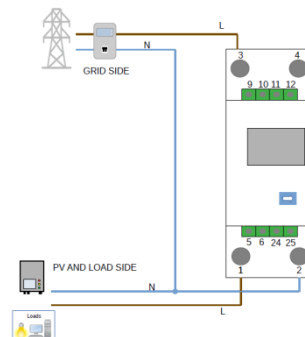 L
N
3 4
GRID SIDE
9 10 11 12
5 6 24 25
PV AND LOAD SIDE
1 2
N
L
Loads